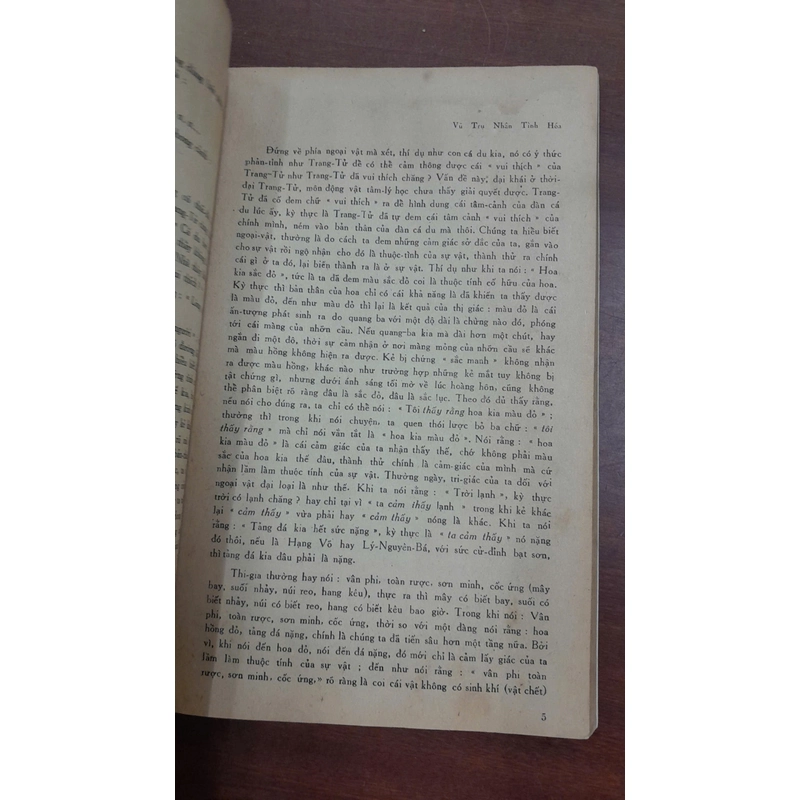 Vũ Trụ Nhân Tình Hóa
Đứng về phía ngoại vật mà xét, thí dụ như con cá du kia, nó có ý thức
phản-tỉnh như Trang-Tử để có thể cảm thông được cái « vui thích » của
Trang-Tử như Trang-Tử đã vui thích chăng ? Vấn đề này, đại khái ở thời-
đại Trang-Tử, môn động vật tâm-lý học chưa thấy giải quyết được. Trang-
Tử đã cố đem chữ « vui thích » ra để hình dung cái tâm-cảnh của đàn cá
du lúc ấy, kỳ thực là Trang-Tử đã tự đem cái tâm cảnh « vui thích » của
chính mình, ném vào bản thân của đàn cá du mà thôi. Chúng ta hiểu biết
ngoại-vật, thường là do cách ta đem những cảm giác sở đắc của ta, gắn vào
cho sự vật rồi ngộ nhận cho đó là thuộc-tính của sự vật, thành thử ra chính
cái gì ở ta đó, lại biến thành ra là ở sự vật. Thí dụ như khi ta nói : « Hoa
kia sắc đỏ », tức là ta đã đem màu sắc đỏ coi là thuộc tính cố hữu của hoa.
Kỳ thực thì bản thân của hoa chỉ có cái khả năng là đã khiến ta thấy được
là màu đỏ, đến như màu đỏ thì lại là kết quả của thị giác : màu đỏ là cái
ấn-tượng phát sinh ra do quang ba với một độ dài là chừng nào đó, phóng
tới cái màng của nhỡn cầu. Nếu quang-ba kia mà dài hơn một chút, hay
ngắn đi một đô, thời sự cảm nhận ở nơi màng mỏng của nhỡn cầu sẽ khác
mà màu hồng không hiện ra được. Kẻ bị chứng « sắc manh » không nhận
ra được màu hồng, khác nào như trường hợp những kẻ mắt tuy không bị
tật chứng gì, nhưng dưới ánh sáng tối mờ về lúc hoàng hôn, cũng không
thể phân biệt rõ ràng đâu là sắc đỏ, đâu là sắc lục. Theo đó đủ thấy rằng,
nếu nói cho đúng ra, ta chỉ có thể nói : « Tôi thấy rằng hoa kia màu đỏ » ;
thường thì trong khi nói chuyện, ta quen thói lược bỏ ba chữ : « tôi
thấy rằng » mà chỉ nói vắn tắt là « hoa kia màu đỏ ». Nói rằng : « hoa
kia màu đỏ » là cái cảm giác của ta nhận thấy thế, chớ không phải màu
sắc của hoa kia thế đâu, thành thử chính là cảm-giác của mình mà cứ
nhận lầm làm thuộc tính của sự vật. Thường ngày, tri-giác của ta đối với
ngoại vật đại loại là như thế. Khi ta nói rằng : « Trời lạnh », kỳ thực
trời có lạnh chăng ? hay chỉ tại vì « ta cảm thấy lạnh » trong khi kẻ khác
lại « cảm thấy » vừa phải hay « cảm thấy » nóng là khác. Khi ta nói
rằng : « Tảng đá kia hết sức nặng », kỳ thực là « ta cảm thấy » nó nặng
đó thôi, nếu là Hạng Võ hay Lý-Nguyên-Bá, với sức cử-đỉnh bạt sơn,
thì tảng đá kia đâu phải là nặng.
Thi-gia thường hay nói : vân phi, toàn rược, sơn minh, cốc ứng (mây
bay, suối nhảy, núi reo, hang kêu), thực ra thì mây có biết bay, suối có
biết nhảy, núi có biết reo, hang có biết kêu bao giờ. Trong khi nói : Vân
phi, toàn rược, sơn minh, cốc ứng, thời so với một đàng nói rằng : hoa
hồng đỏ, tảng đá nặng, chính là chúng ta đã tiến sâu hơn một tầng nữa. Bởi
vì, khi nói đến hoa đỏ, nói đến đá nặng, đó mới chỉ là cảm lấy giác của ta
lầm làm thuộc tính của sự vật ; đến như nói rằng : « vân phi toàn
rược, sơn minh, cốc ứng,» rõ ràng là coi cái vật không có sinh khí (vật chết)
5